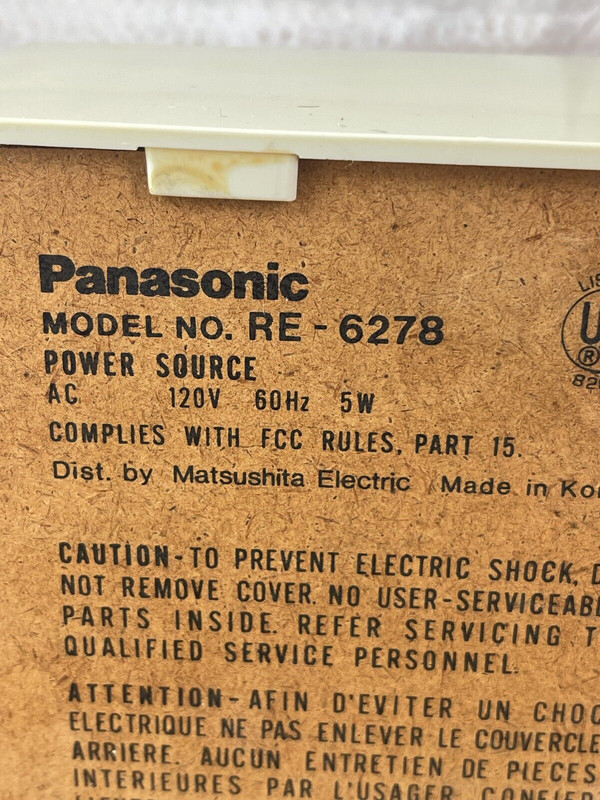 Panasonic
MODEL NO. RE-6278
POWER SOURCE
AC 120V 60Hz 5W
COMPLIES WITH FCC RULES, PART 15.
Dist. by Matsushita Electric Made in
CAUTION-TO PREVENT ELECTRIC SHOCK,
NOT REMOVE COVER. NO
PARTS INSIDE. REFER SERVICING
QUALIFIED SERVICE PERSONNEL.
ATTENTION-AFIN D'EVITER UN
ELECTRIQUE NE PAS ENLEVER LE COUVERCLE
ARRIERE. AUCUN ENTRETIEN DE PIECES
INTERIEURES PAR L'USAGER.